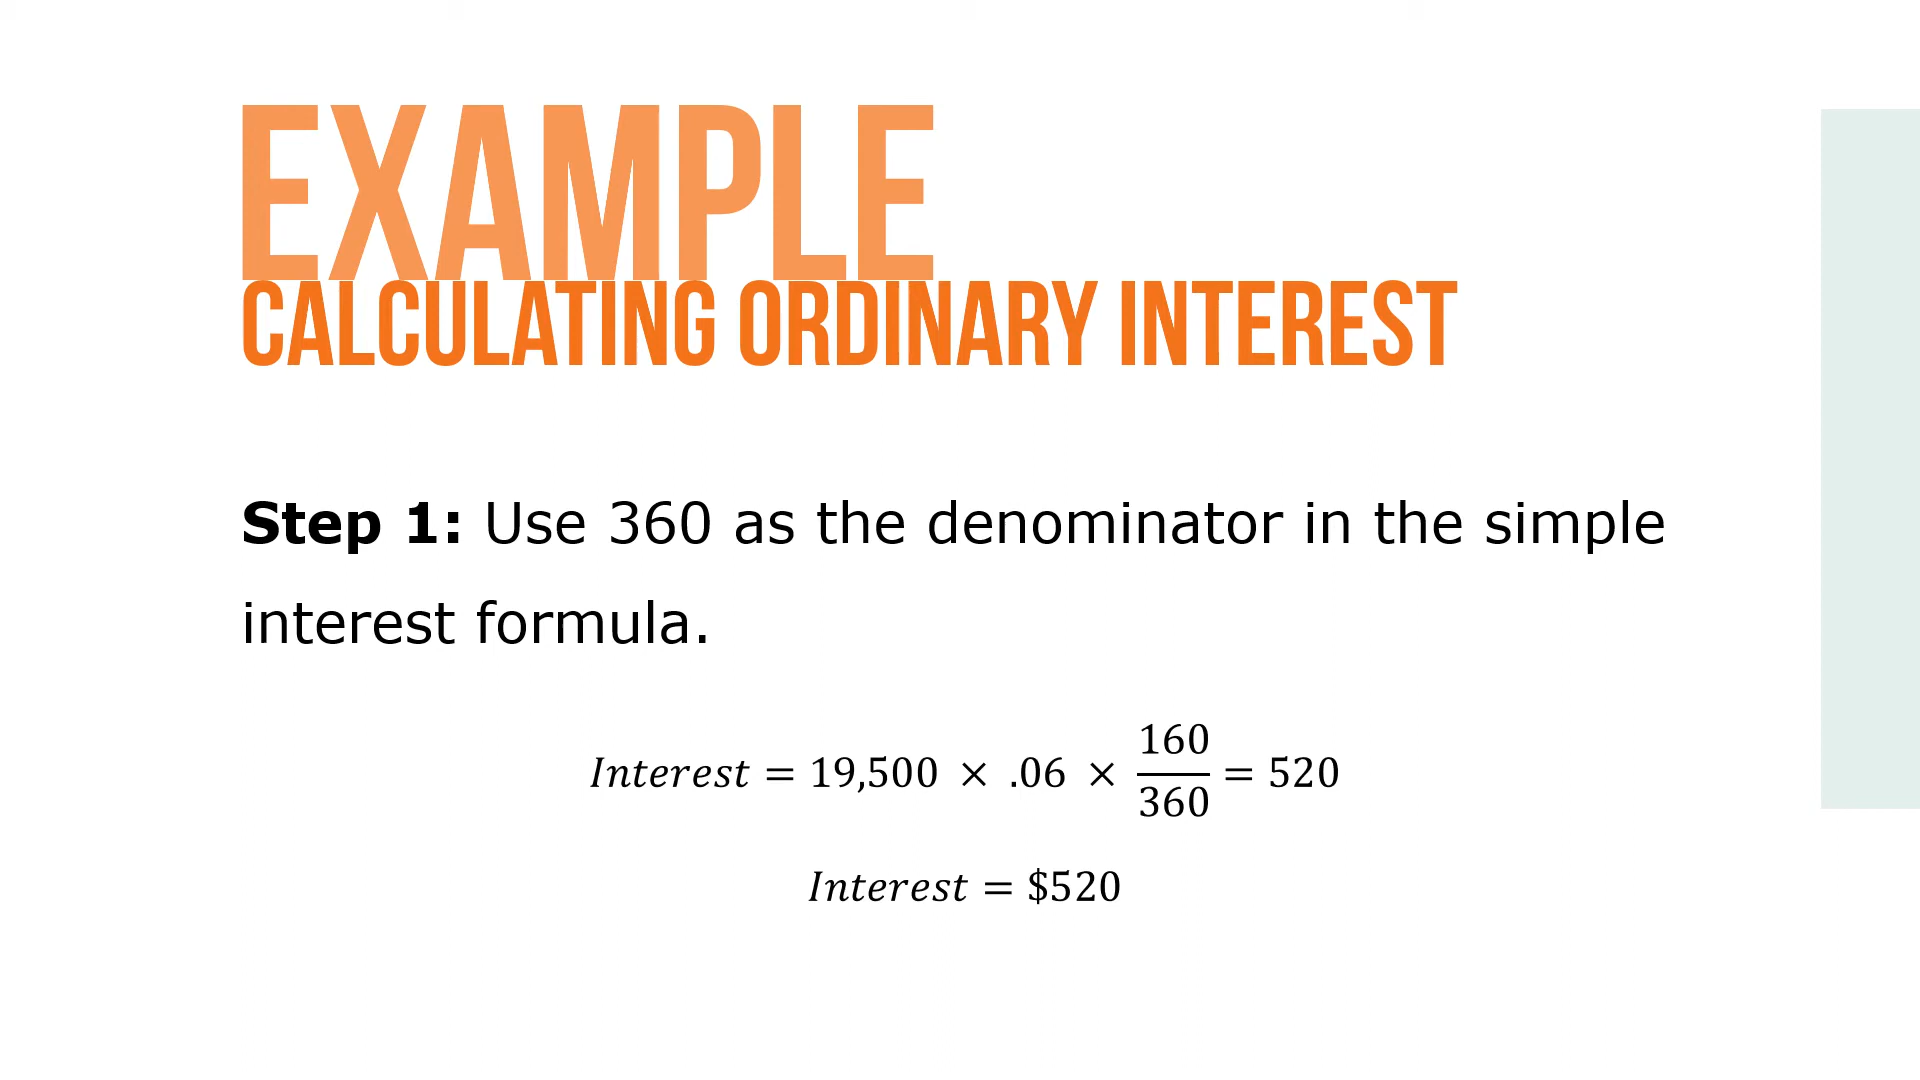 EXAMPLE
CALCULATING ORDINARY INTEREST
Step 1: Use 360 as the denominator in the simple
interest formula.
Interest = 19,500 × .06 × 160/360 = 520
Interest = $520